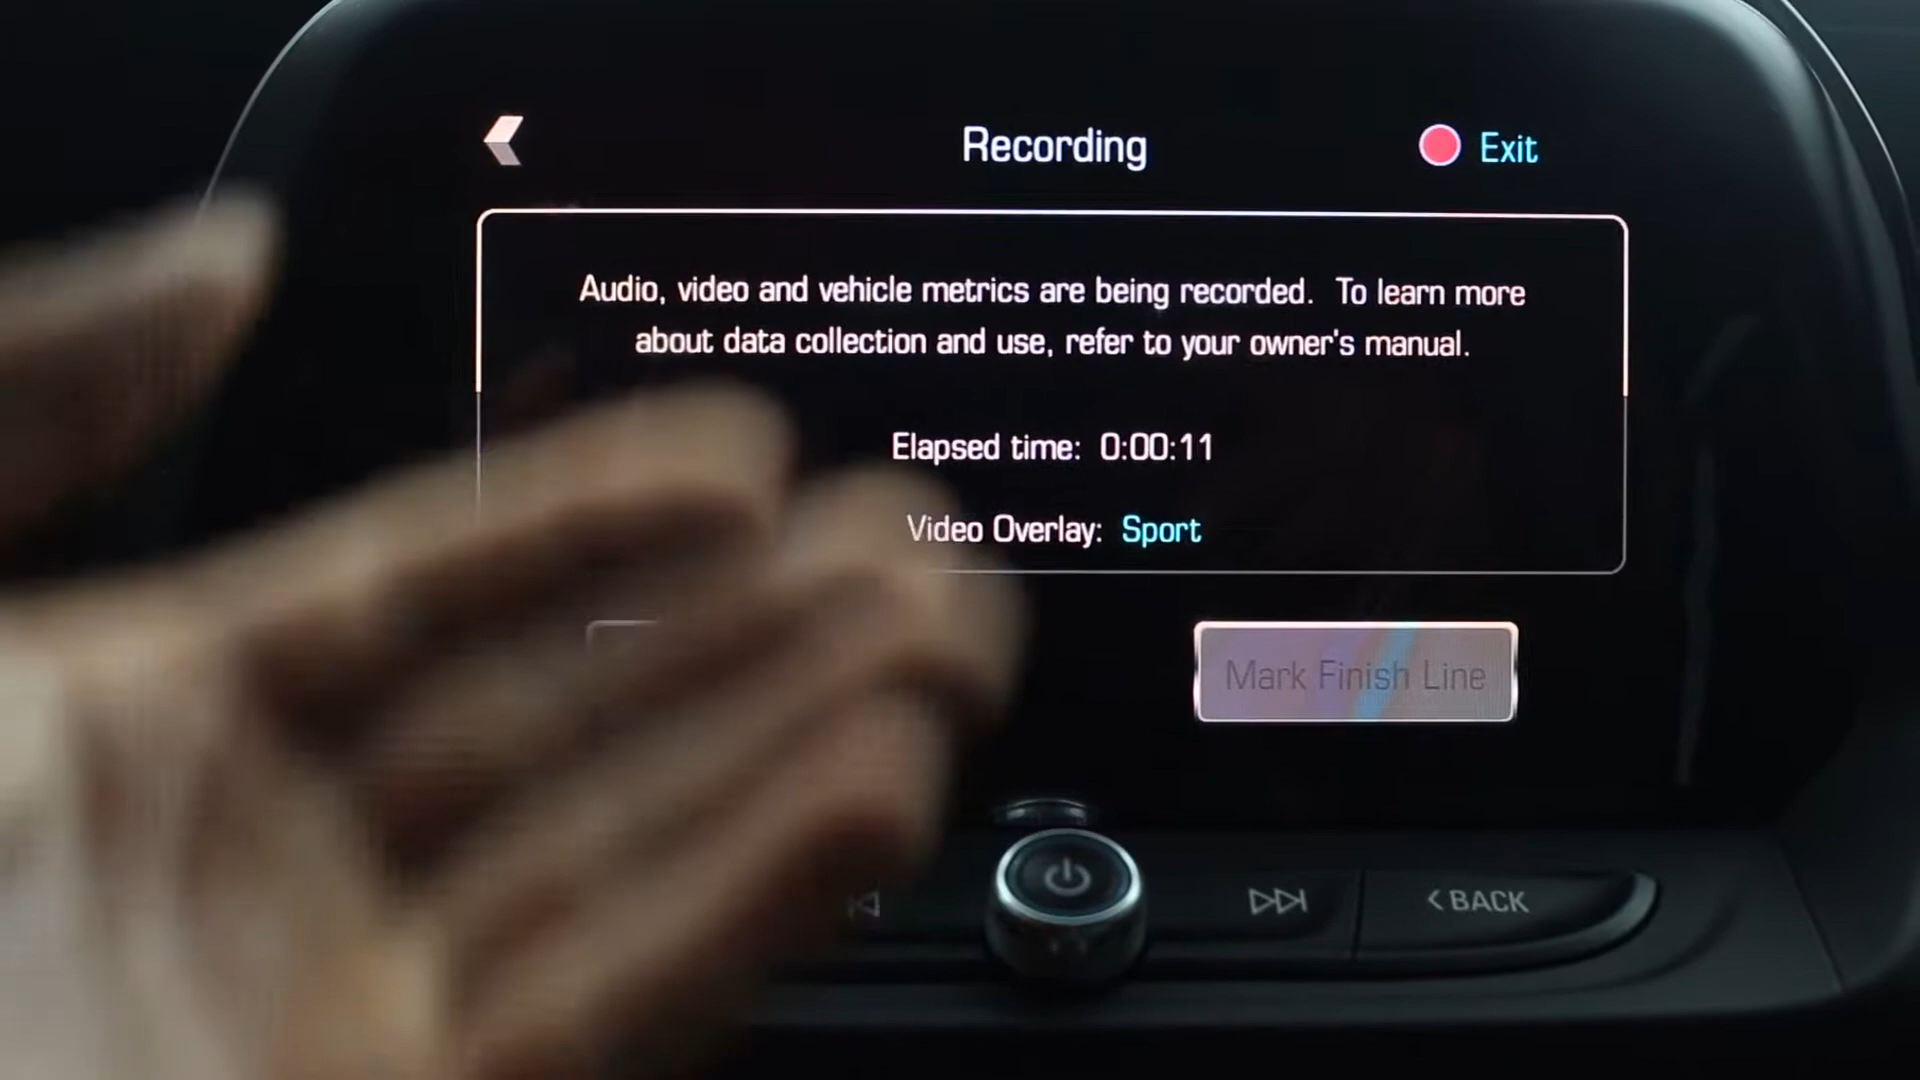 Recording
Exit
Audio, video and vehicle metrics are being recorded. To learn more
about data collection and use, refer to your owner's manual.
Elapsed time: 0:00:11
Video Overlay: Sport
Mark Finish Line
BACK